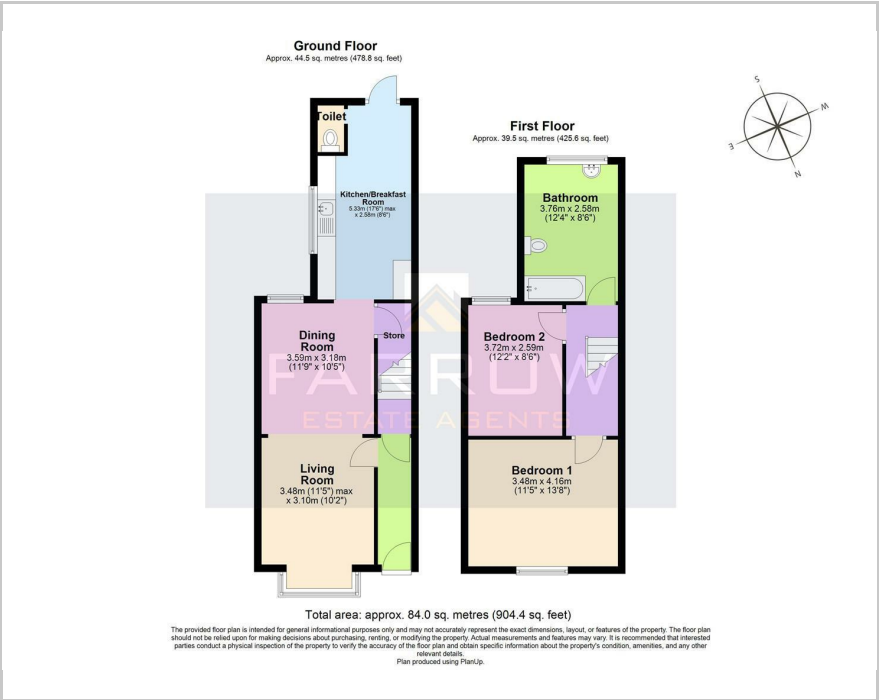 Ground Floor
Approx. 44.5 sq. metres (478.8 sq. feet)
Toilet
Kitchen/Breakfast
Room
5.33m (17'6") max
x 2.58m (8'6")
Dining
Room
3.59m x 3.18m
(11'9" x 10'5")
Store
Living
Room
3.48m (11'5") max
x 3.10m (10'2")
First Floor
Approx. 39.5 sq. metres (425.6 sq. feet)
Bathroom
3.76m x 2.58m
(12'4" x 8'6")
Bedroom 2
3.72m x 2.59m
(12'2" x 8'6")
Bedroom 1
3.48m x 4.16m
(11'5" x 13'8")
S
W
E
N
FARROW
ESTATE AGENTS
Total area: approx. 84.0 sq. metres (904.4 sq. feet)
The provided floor plan is intended for general informational purposes only and may not accurately represent the exact dimensions, layout, or features of the property. The floor plan
should not be relied upon for making decisions about purchasing, renting, or modifying the property. Actual measurements and features may vary. It is recommended that interested
parties conduct a physical inspection of the property to verify the accuracy of the floor plan and obtain specific information about the property's condition, amenities, and any other
relevant details.
Plan produced using PlanUp.